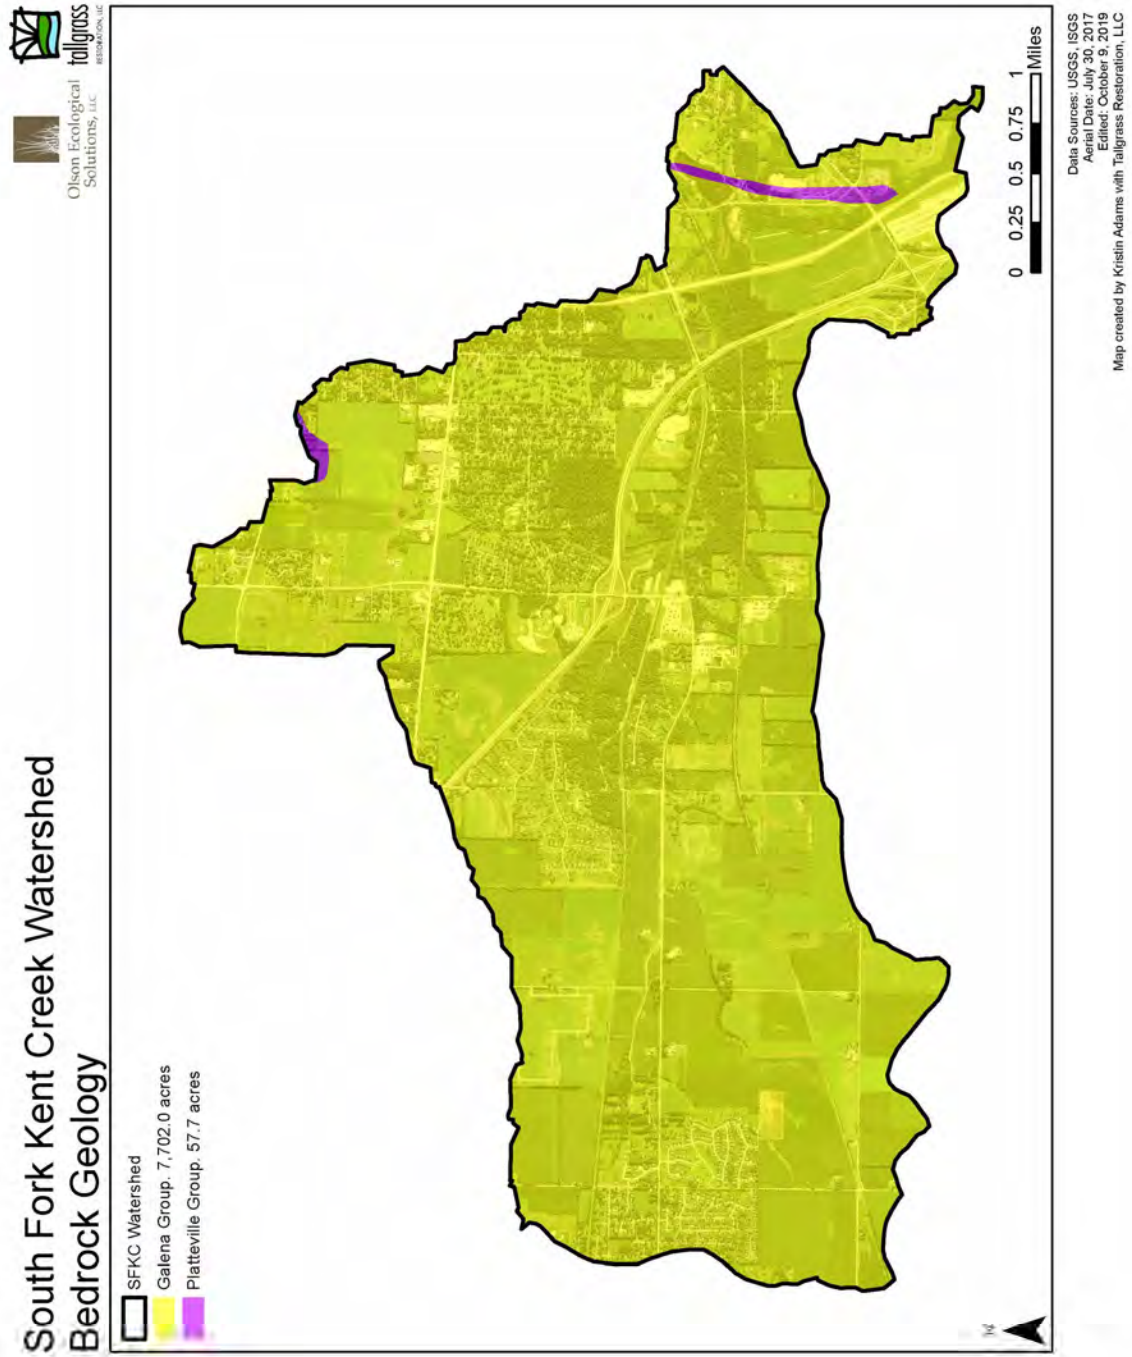 South Fork Kent Creek Watershed
Bedrock Geology
Olson Ecological
Solutions, LLC
tallgrass
RESTORATION, LLC
SFKC Watershed
Galena Group. 7,702.0 acres
Platteville Group. 57.7 acres
0 0.25 0.5 0.75 1
Miles
Data Sources: USGS, ISGS
Aerial Date: July 30, 2017
Edited: October 9, 2019
Map created by Kristin Adams with Tallgrass Restoration, LLC